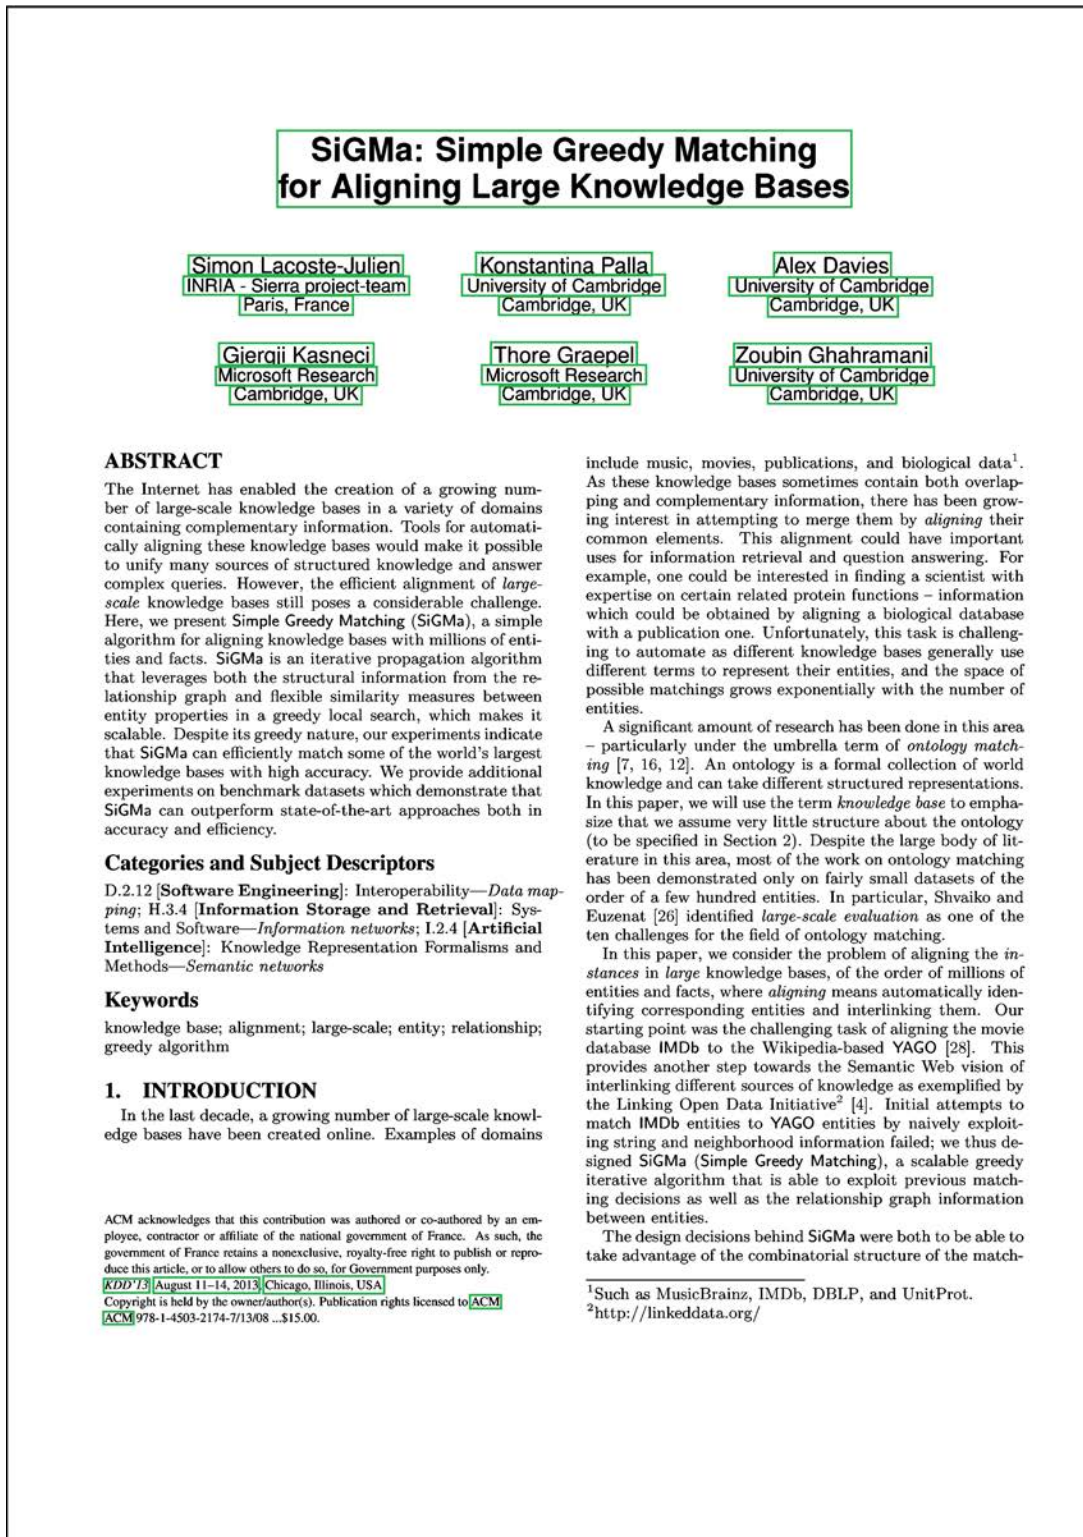 SiGMa: Simple Greedy Matching
for Aligning Large Knowledge Bases
Simon Lacoste-Julien
INRIA - Sierra project-team
Paris, France
Konstantina Palla
University of Cambridge
Cambridge, UK
Alex Davies
University of Cambridge
Cambridge, UK
Gjergji Kasneci
Microsoft Research
Cambridge, UK
Thore Graepel
Microsoft Research
Cambridge, UK
Zoubin Ghahramani
University of Cambridge
Cambridge, UK
ABSTRACT
The Internet has enabled the creation of a growing num-
ber of large-scale knowledge bases in a variety of domains
containing complementary information. Tools for automati-
cally aligning these knowledge bases would make it possible
to unify many sources of structured knowledge and answer
complex queries. However, the efficient alignment of large-
scale knowledge bases still poses a considerable challenge.
Here, we present Simple Greedy Matching (SiGMa), a simple
algorithm for aligning knowledge bases with millions of enti-
ties and facts. SiGMa is an iterative propagation algorithm
that leverages both the structural information from the re-
lationship graph and flexible similarity measures between
entity properties in a greedy local search, which makes it
scalable. Despite its greedy nature, our experiments indicate
that SiGMa can efficiently match some of the world's largest
knowledge bases with high accuracy. We provide additional
experiments on benchmark datasets which demonstrate that
SiGMa can outperform state-of-the-art approaches both in
accuracy and efficiency.
Categories and Subject Descriptors
D.2.12 [Software Engineering]: Interoperability—Data map-
ping; H.3.4 [Information Storage and Retrieval]: Sys-
tems and Software—Information networks; I.2.4 [Artificial
Intelligence]: Knowledge Representation Formalisms and
Methods—Semantic networks
Keywords
knowledge base; alignment; large-scale; entity; relationship;
greedy algorithm
1. INTRODUCTION
In the last decade, a growing number of large-scale knowl-
edge bases have been created online. Examples of domains
ACM acknowledges that this contribution was authored or co-authored by an em-
ployee, contractor or affiliate of the national government of France. As such, the
government of France retains a nonexclusive, royalty-free right to publish or repro-
duce this article, or to allow others to do so, for Government purposes only.
KDD'13, August 11–14, 2013, Chicago, Illinois, USA
Copyright is held by the owner/author(s). Publication rights licensed to ACM
ACM 978-1-4503-2174-7/13/08 ...$15.00.
include music, movies, publications, and biological data¹.
As these knowledge bases sometimes contain both overlap-
ping and complementary information, there has been grow-
ing interest in attempting to merge them by aligning their
common elements. This alignment could have important
uses for information retrieval and question answering. For
example, one could be interested in finding a scientist with
expertise on certain related protein functions – information
which could be obtained by aligning a biological database
with a publication one. Unfortunately, this task is challeng-
ing to automate as different knowledge bases generally use
different terms to represent their entities, and the space of
possible matchings grows exponentially with the number of
entities.
A significant amount of research has been done in this area
– particularly under the umbrella term of ontology match-
ing [7, 16, 12]. An ontology is a formal collection of world
knowledge and can take different structured representations.
In this paper, we will use the term knowledge base to empha-
size that we assume very little structure about the ontology
(to be specified in Section 2). Despite the large body of lit-
erature in this area, most of the work on ontology matching
has been demonstrated only on fairly small datasets of the
order of a few hundred entities. In particular, Shvaiko and
Euzenat [26] identified large-scale evaluation as one of the
ten challenges for the field of ontology matching.
In this paper, we consider the problem of aligning the in-
stances in large knowledge bases, of the order of millions of
entities and facts, where aligning means automatically iden-
tifying corresponding entities and interlinking them. Our
starting point was the challenging task of aligning the movie
database IMDb to the Wikipedia-based YAGO [28]. This
provides another step towards the Semantic Web vision of
interlinking different sources of knowledge as exemplified by
the Linking Open Data Initiative² [4]. Initial attempts to
match IMDb entities to YAGO entities by naively exploit-
ing string and neighborhood information failed; we thus de-
signed SiGMa (Simple Greedy Matching), a scalable greedy
iterative algorithm that is able to exploit previous match-
ing decisions as well as the relationship graph information
between entities.
The design decisions behind SiGMa were both to be able to
take advantage of the combinatorial structure of the match-
¹Such as MusicBrainz, IMDb, DBLP, and UnitProt.
²http://linkeddata.org/